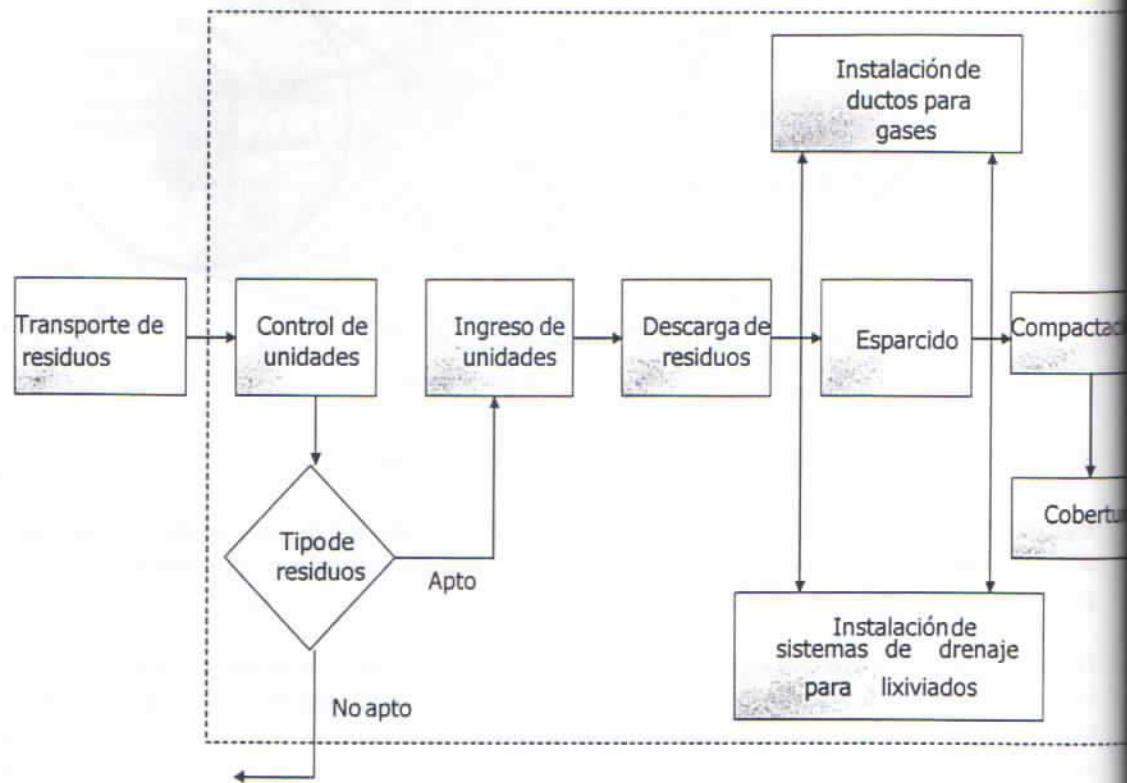 Instalación de
ductos para
gases
Transporte de
residuos
Control de
unidades
Ingreso de
unidades
Descarga de
residuos
Esparcido
Tipo de
residuos
Apto
No apto
Instalación de
sistemas de drenaje
para lixiviados